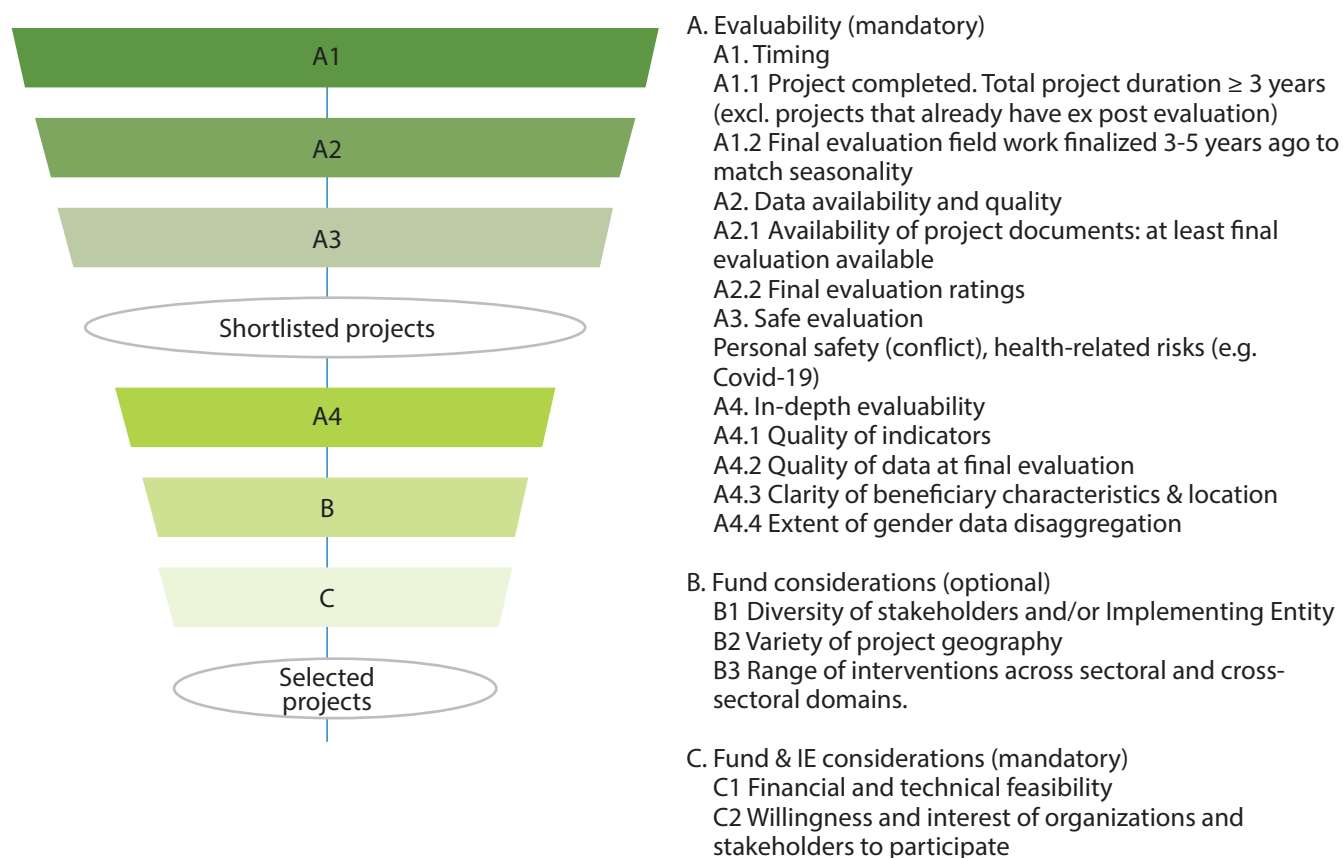 A1
A2
A3
Shortlisted projects
A4
B
C
Selected
projects
A. Evaluability (mandatory)
A1. Timing
A1.1 Project completed. Total project duration ≥ 3 years
(excl. projects that already have ex post evaluation)
A1.2 Final evaluation field work finalized 3-5 years ago to
match seasonality
A2. Data availability and quality
A2.1 Availability of project documents: at least final
evaluation available
A2.2 Final evaluation ratings
A3. Safe evaluation
Personal safety (conflict), health-related risks (e.g.
Covid-19)
A4. In-depth evaluability
A4.1 Quality of indicators
A4.2 Quality of data at final evaluation
A4.3 Clarity of beneficiary characteristics & location
A4.4 Extent of gender data disaggregation
B. Fund considerations (optional)
B1 Diversity of stakeholders and/or Implementing Entity
B2 Variety of project geography
B3 Range of interventions across sectoral and cross-
sectoral domains.
C. Fund & IE considerations (mandatory)
C1 Financial and technical feasibility
C2 Willingness and interest of organizations and
stakeholders to participate